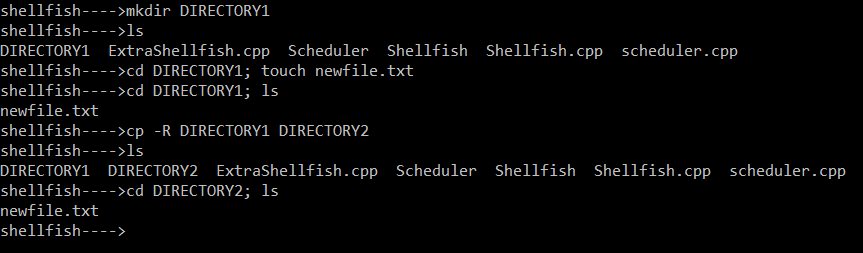 shellfish---->mkdir DIRECTORY1
shellfish---->ls
DIRECTORY1  ExtraShellfish.cpp  Scheduler  Shellfish  Shellfish.cpp  scheduler.cpp
shellfish---->cd DIRECTORY1; touch newfile.txt
shellfish---->cd DIRECTORY1; ls
newfile.txt
shellfish---->cp -R DIRECTORY1 DIRECTORY2
shellfish---->ls
DIRECTORY1  DIRECTORY2  ExtraShellfish.cpp  Scheduler  Shellfish  Shellfish.cpp  scheduler.cpp
shellfish---->cd DIRECTORY2; ls
newfile.txt
shellfish---->